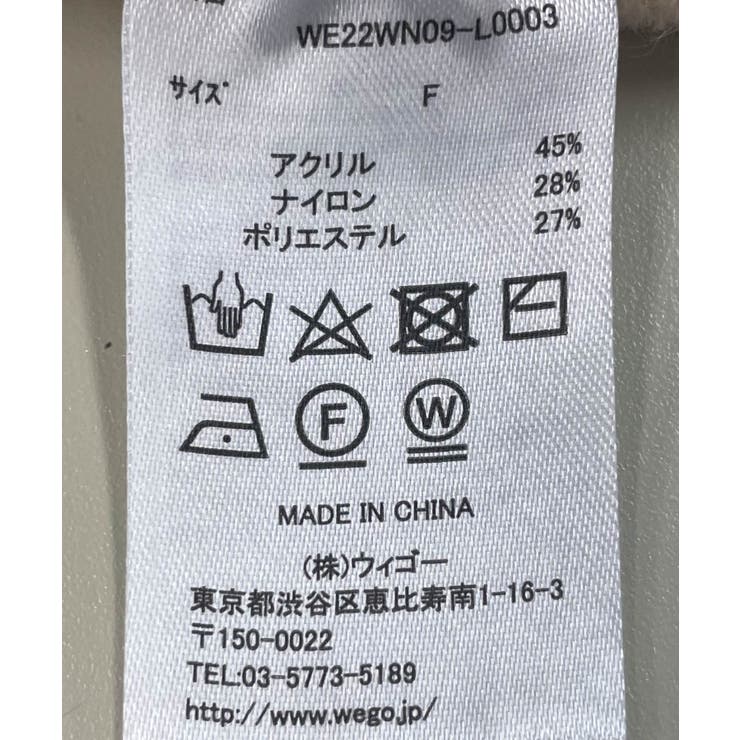 WE22WN09-L0003
サイズ F
アクリル 45%
ナイロン 28%
ポリエステル 27%
F W
MADE IN CHINA
(株)ウィゴー
東京都渋谷区恵比寿南1-16-3
〒150-0022
TEL:03-5773-5189
http://www.wego.jp/